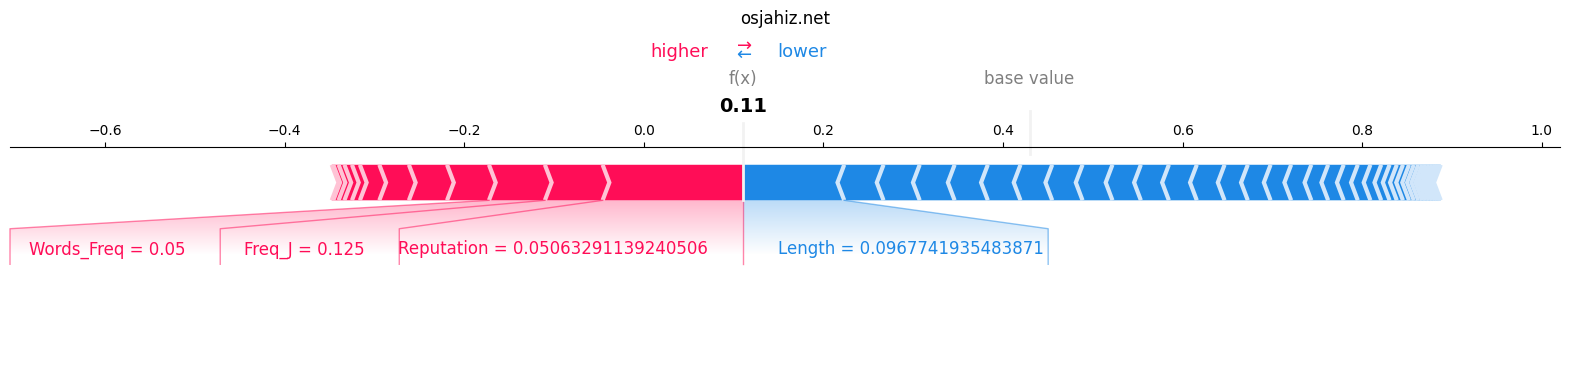 osjahiz.net
higher ⇄ lower
f(x) base value
0.11
−0.6 −0.4 −0.2 0.0 0.2 0.4 0.6 0.8 1.0
Words_Freq = 0.05 Freq_J = 0.125 Reputation = 0.05063291139240506 Length = 0.0967741935483871